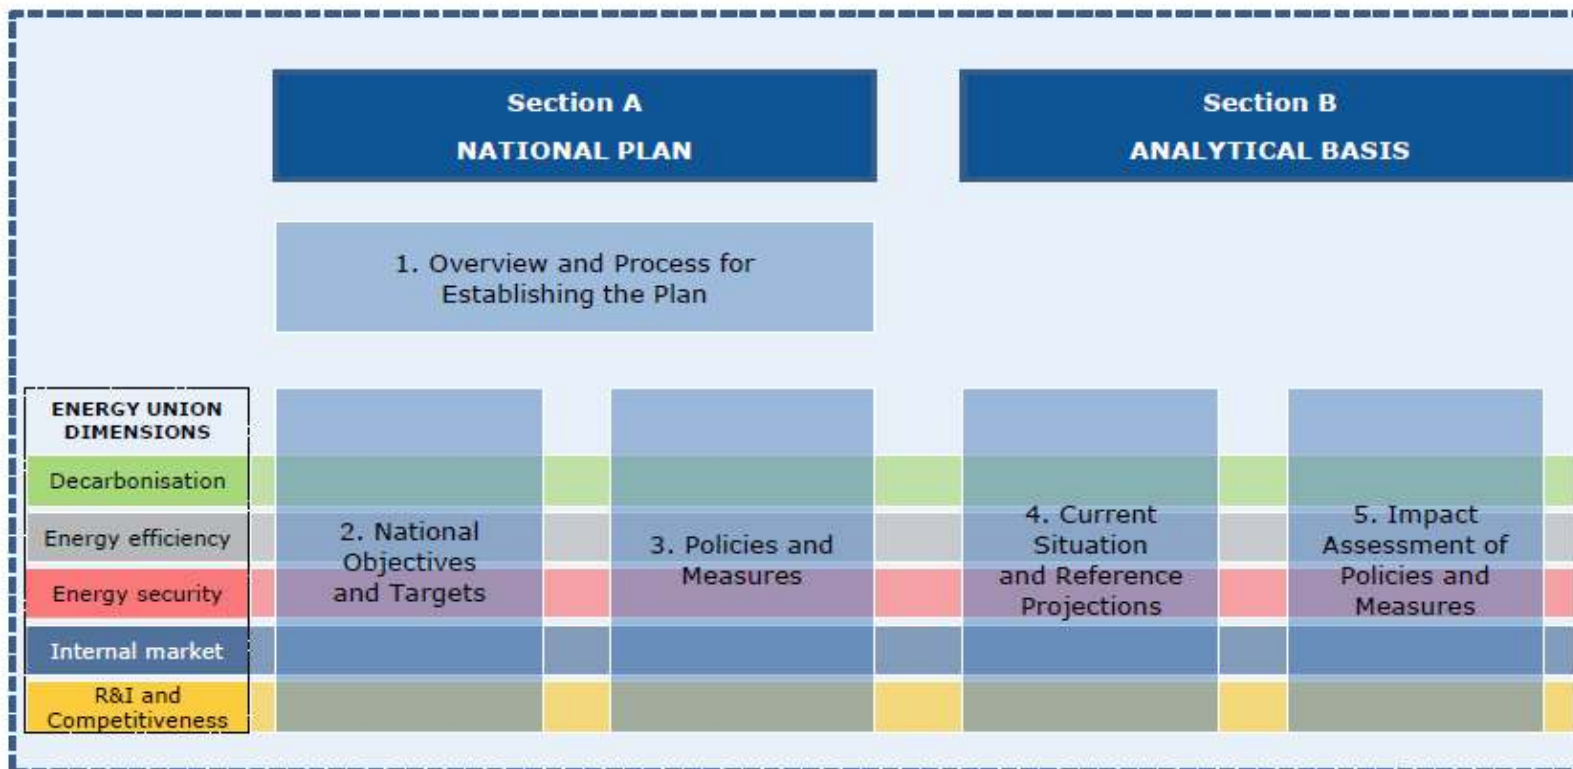 Section A
NATIONAL PLAN
Section B
ANALYTICAL BASIS
1. Overview and Process for
Establishing the Plan
ENERGY UNION
DIMENSIONS
Decarbonisation
Energy efficiency
Energy security
Internal market
R&I and
Competitiveness
2. National
Objectives
and Targets
3. Policies and
Measures
4. Current
Situation
and Reference
Projections
5. Impact
Assessment of
Policies and
Measures